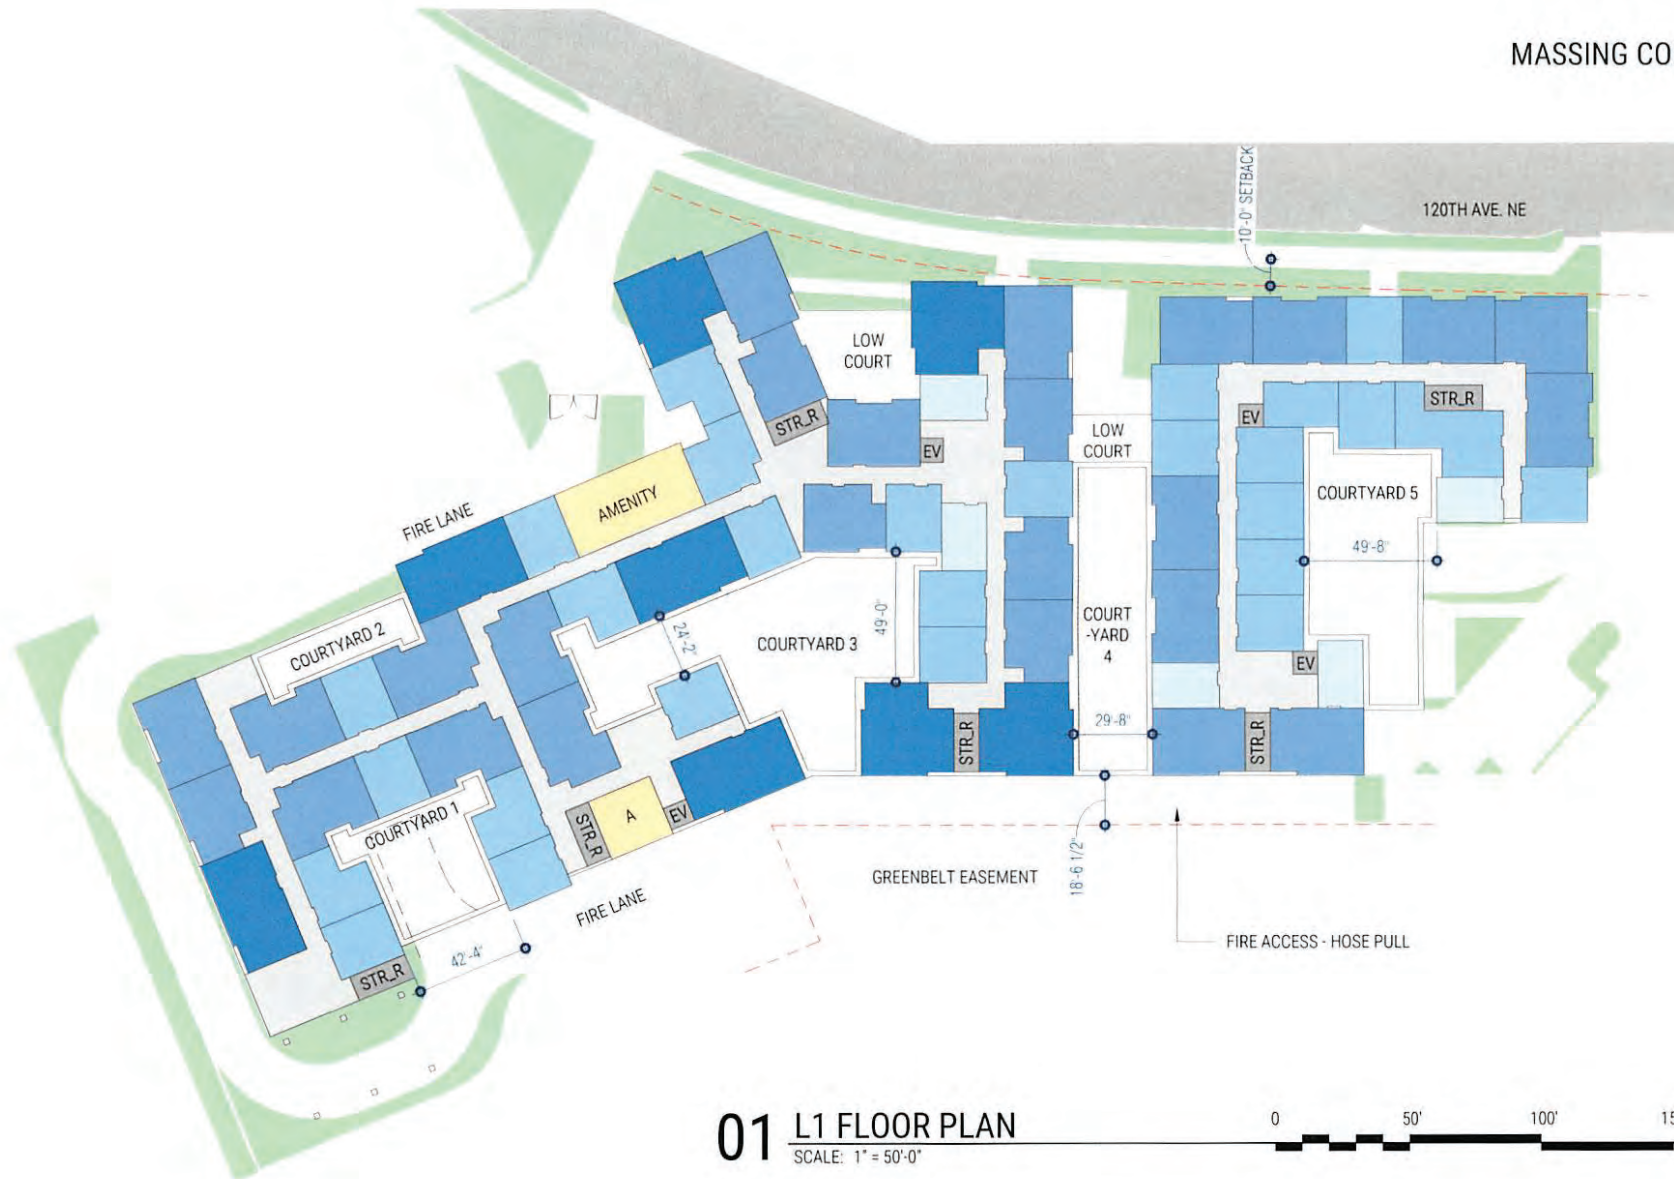 MASSING CO
10'-0" SETBACK
120TH AVE. NE
LOW
COURT
STR_R
EV
LOW
COURT
EV
STR_R
COURTYARD 5
49'-8"
AMENITY
FIRE LANE
COURTYARD 2
24'-2"
COURTYARD 3
49'-0"
COURT
-YARD
4
29'-8"
EV
STR_R
STR_R
COURTYARD 1
STR_R
A
EV
FIRE LANE
STR_R
42'-4"
GREENBELT EASEMENT
18'-6 1/2"
FIRE ACCESS - HOSE PULL
01 L1 FLOOR PLAN
SCALE: 1" = 50'-0"
0 50' 100' 15